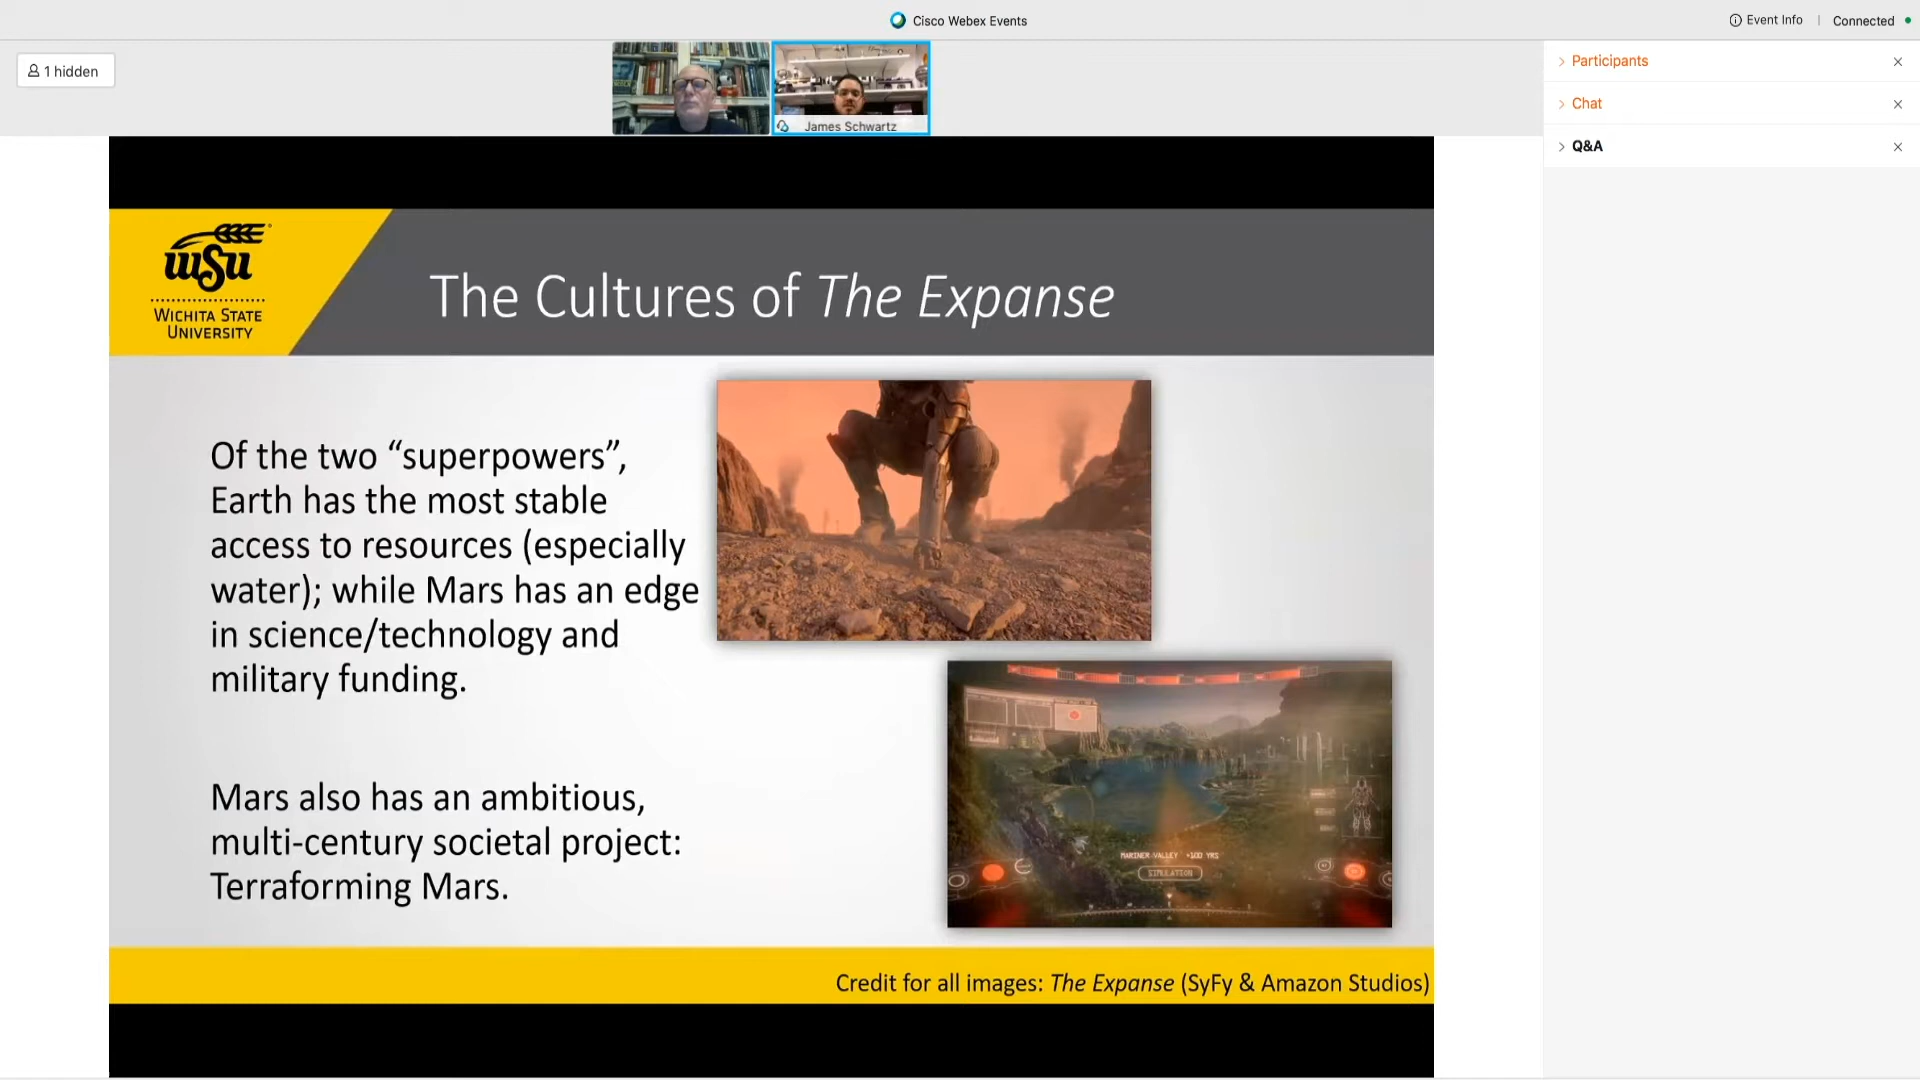 Cisco Webex Events
Event Info
Connected
1 hidden
James Schwartz
Participants
Chat
Q&A
wsu
WICHITA STATE
UNIVERSITY
The Cultures of The Expanse
Of the two “superpowers”,
Earth has the most stable
access to resources (especially
water); while Mars has an edge
in science/technology and
military funding.
Mars also has an ambitious,
multi-century societal project:
Terraforming Mars.
MARINER VALLEY +100 YRS
SIMULATION
Credit for all images: The Expanse (SyFy & Amazon Studios)